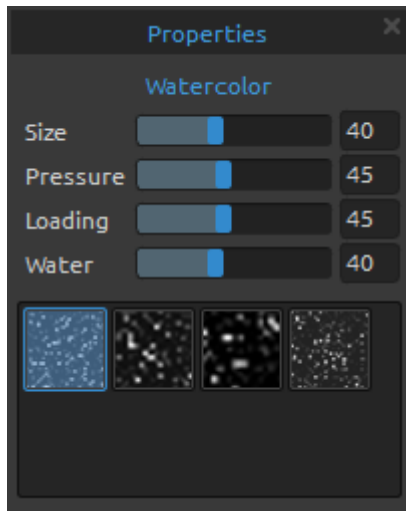 Properties
Watercolor
Size 40
Pressure 45
Loading 45
Water 40